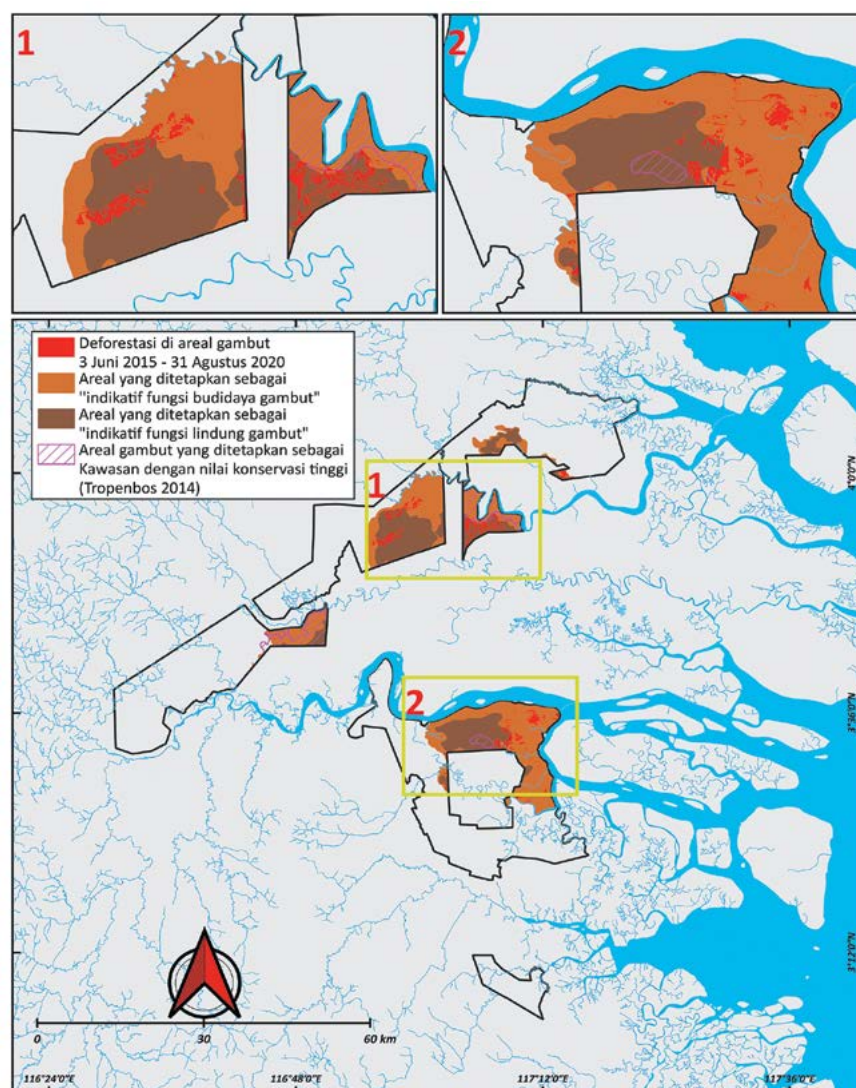 1
2
Deforestasi di areal gambut
3 Juni 2015 - 31 Agustus 2020
Areal yang ditetapkan sebagai
"indikatif fungsi budidaya gambut"
Areal yang ditetapkan sebagai
"indikatif fungsi lindung gambut"
Areal gambut yang ditetapkan sebagai
Kawasan dengan nilai konservasi tinggi
(Tropenbos 2014)
1
2
0
30
60 km
116°24'0"E
116°48'0"E
117°12'0"E
117°36'0"E